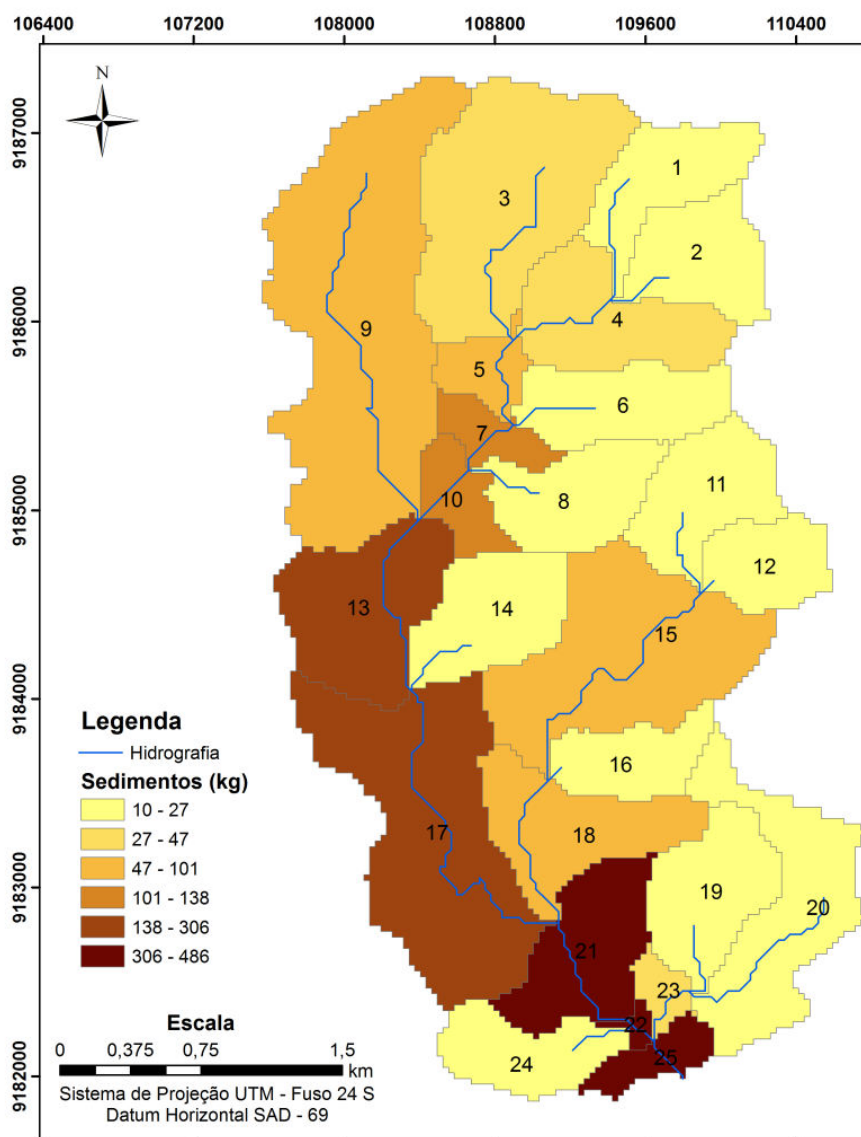 106400 107200 108000 108800 109600 110400
N
9187000
9186000
9185000
9184000
9183000
9182000
1
2
3
4
9
5
6
7
10
8
11
12
13
14
15
16
17
18
19
20
21
23
22
24
25
Legenda
Hidrografia
Sedimentos (kg)
10 - 27
27 - 47
47 - 101
101 - 138
138 - 306
306 - 486
Escala
0 0,375 0,75 1,5
km
Sistema de Projeção UTM - Fuso 24 S
Datum Horizontal SAD - 69